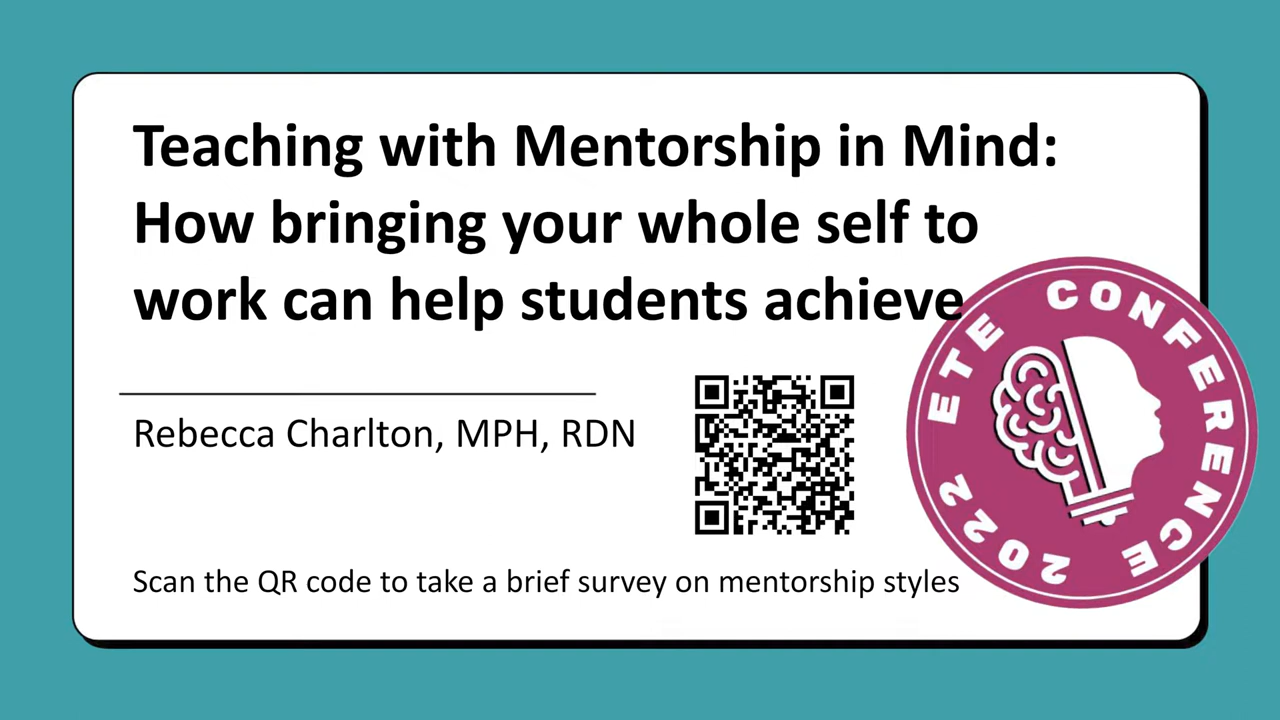 Teaching with Mentorship in Mind:
How bringing your whole self to
work can help students achieve
Rebecca Charlton, MPH, RDN
Scan the QR code to take a brief survey on mentorship styles
ETE CONFERENCE 2022